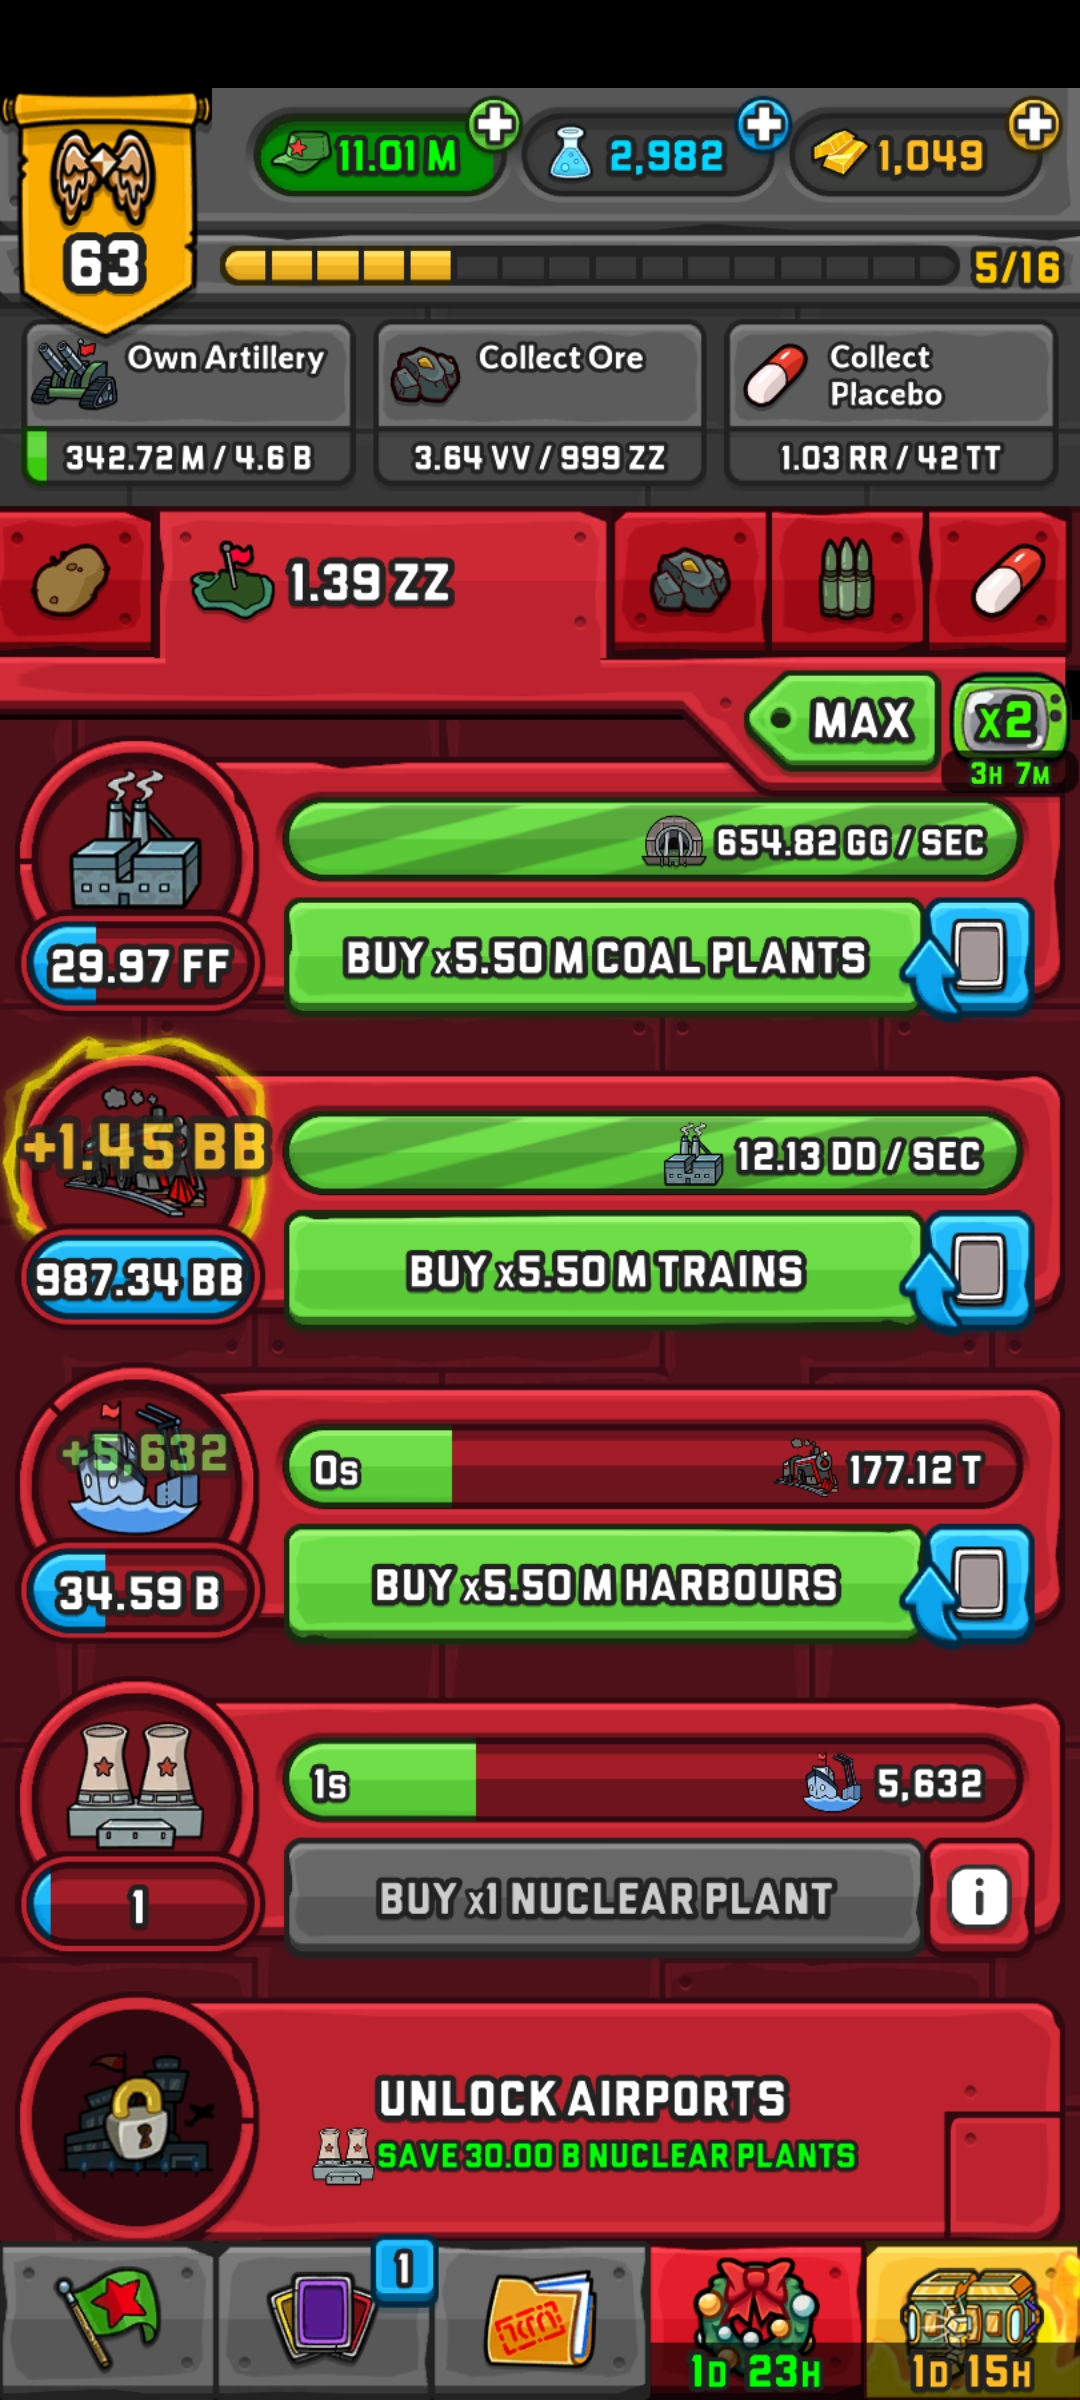 11.01 M
2,982
1,049
63
5/16
Own Artillery
342.72 M / 4.6 B
Collect Ore
3.64 VV / 999 ZZ
Collect
Placebo
1.03 RR / 42 TT
1.39 ZZ
MAX
x2
3H 7M
654.82 GG / SEC
29.97 FF
BUY x5.50 M COAL PLANTS
+1.45 BB
12.13 DD / SEC
987.34 BB
BUY x5.50 M TRAINS
+5,632
0s
177.12 T
34.59 B
BUY x5.50 M HARBOURS
1s
5,632
1
BUY x1 NUCLEAR PLANT
i
UNLOCK AIRPORTS
SAVE 30.00 B NUCLEAR PLANTS
1
1D 23H
1D 15H